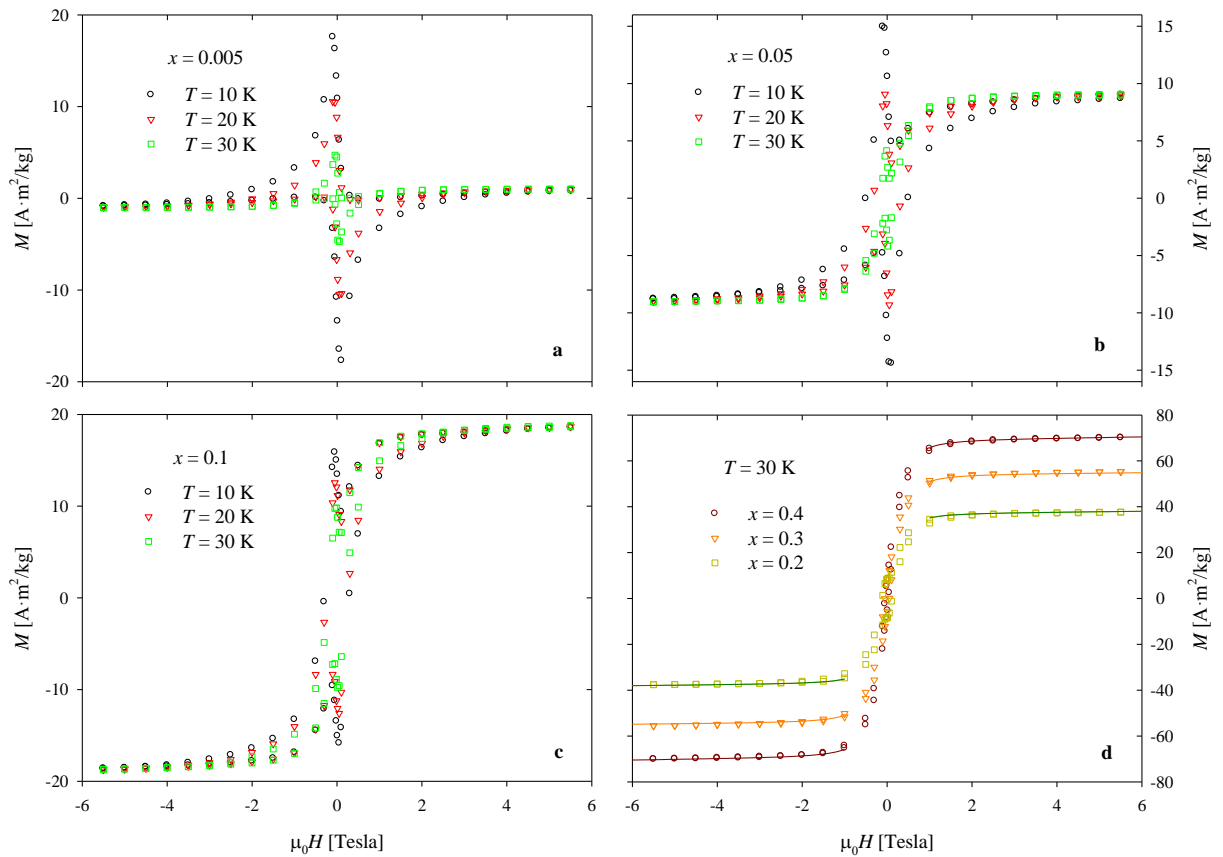 20
10
0
-10
-20
M [A·m²/kg]
x = 0.005
T = 10 K
T = 20 K
T = 30 K
a
15
10
5
0
-5
-10
-15
M [A·m²/kg]
x = 0.05
T = 10 K
T = 20 K
T = 30 K
b
20
10
0
-10
-20
M [A·m²/kg]
x = 0.1
T = 10 K
T = 20 K
T = 30 K
c
-6 -4 -2 0 2 4 6
μ₀H [Tesla]
80
60
40
20
0
-20
-40
-60
-80
M [A·m²/kg]
T = 30 K
x = 0.4
x = 0.3
x = 0.2
d
-6 -4 -2 0 2 4 6
μ₀H [Tesla]